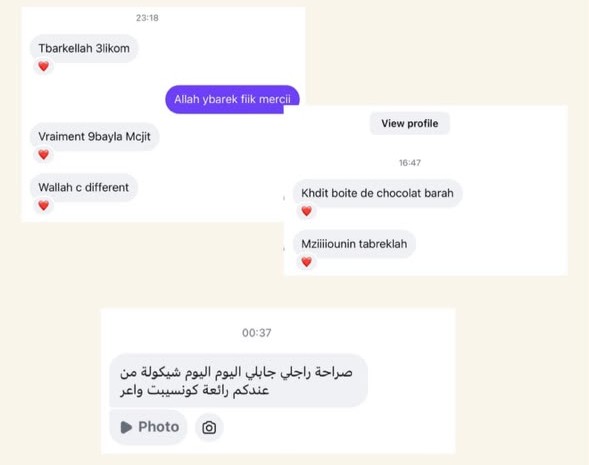 23:18
Tbarkellah 3likom
Allah ybarek fiik mercii
Vraiment 9bayla Mcjit
Wallah c different
View profile
16:47
Khdit boite de chocolat barah
Mziiiiounin tabreklah
00:37
صراحة راجلي جابلي اليوم اليوم شيكولة من
عندكم رائعة كونسيبت واعر
Photo